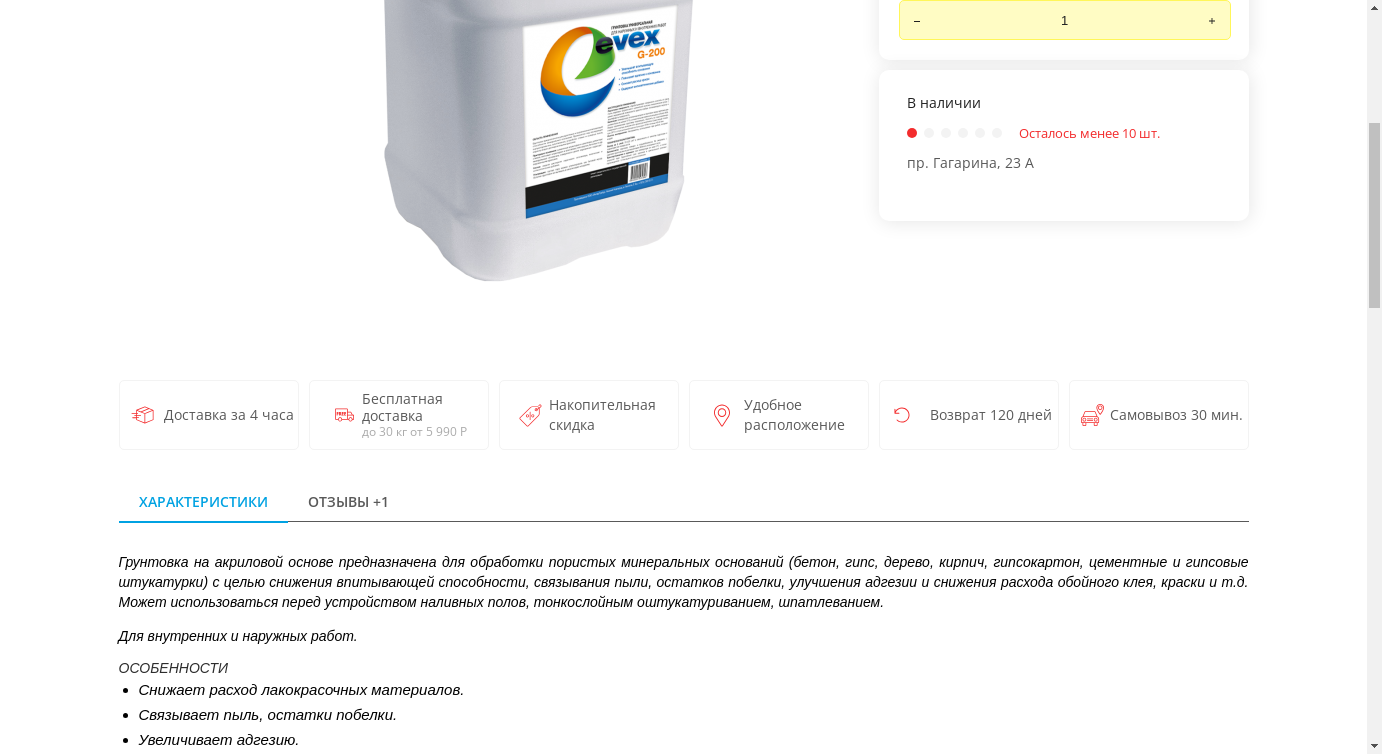 – 1 +
ГРУНТОВКА УНИВЕРСАЛЬНАЯ
evex
G-200
В наличии
Осталось менее 10 шт.
пр. Гагарина, 23 А
Доставка за 4 часа
FREE
Бесплатная
доставка
до 30 кг от 5 990 Р
%
Накопительная
скидка
Удобное
расположение
Возврат 120 дней
Самовывоз 30 мин.
ХАРАКТЕРИСТИКИ ОТЗЫВЫ +1
Грунтовка на акриловой основе предназначена для обработки пористых минеральных оснований (бетон, гипс, дерево, кирпич, гипсокартон, цементные и гипсовые
штукатурки) с целью снижения впитывающей способности, связывания пыли, остатков побелки, улучшения адгезии и снижения расхода обойного клея, краски и т.д.
Может использоваться перед устройством наливных полов, тонкослойным оштукатуриванием, шпатлеванием.
Для внутренних и наружных работ.
ОСОБЕННОСТИ
• Снижает расход лакокрасочных материалов.
• Связывает пыль, остатки побелки.
• Увеличивает адгезию.